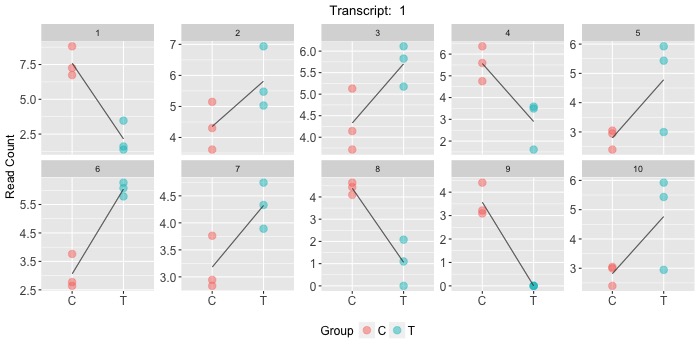 Transcript: 1
Read Count
1 2 3 4 5
7.5 5.0 2.5
7 6 5 4
6.0 5.5 5.0 4.5 4.0
6 5 4 3 2
6 5 4 3
6 7 8 9 10
5.5 4.5 3.5 2.5
4.5 4.0 3.5 3.0
4 3 2 1 0
4 3 2 1 0
6 5 4 3
C T C T C T C T C T
Group C T